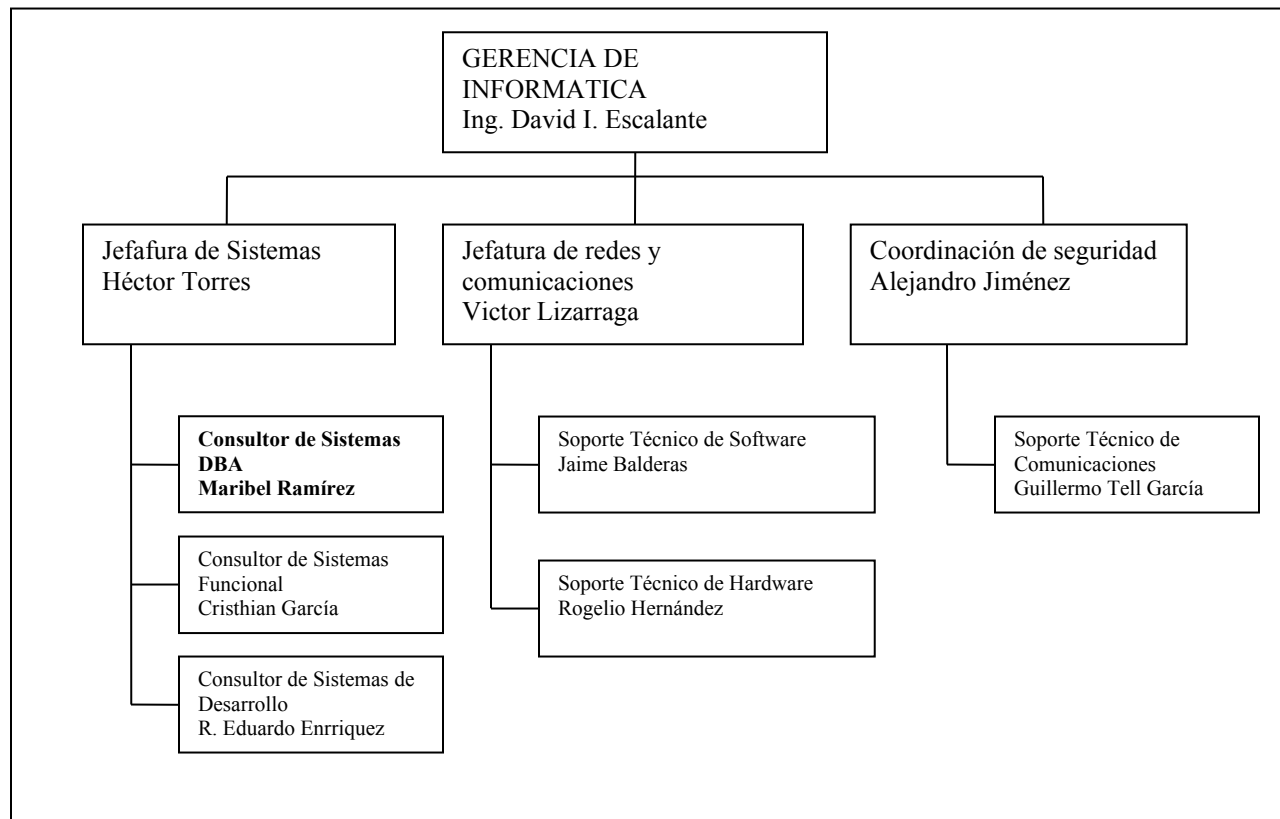 GERENCIA DE
INFORMATICA
Ing. David I. Escalante
Jefafura de Sistemas
Héctor Torres
Jefatura de redes y
comunicaciones
Victor Lizarraga
Coordinación de seguridad
Alejandro Jiménez
Consultor de Sistemas
DBA
Maribel Ramírez
Consultor de Sistemas
Funcional
Cristhian García
Consultor de Sistemas de
Desarrollo
R. Eduardo Enrriquez
Soporte Técnico de Software
Jaime Balderas
Soporte Técnico de Hardware
Rogelio Hernández
Soporte Técnico de
Comunicaciones
Guillermo Tell García